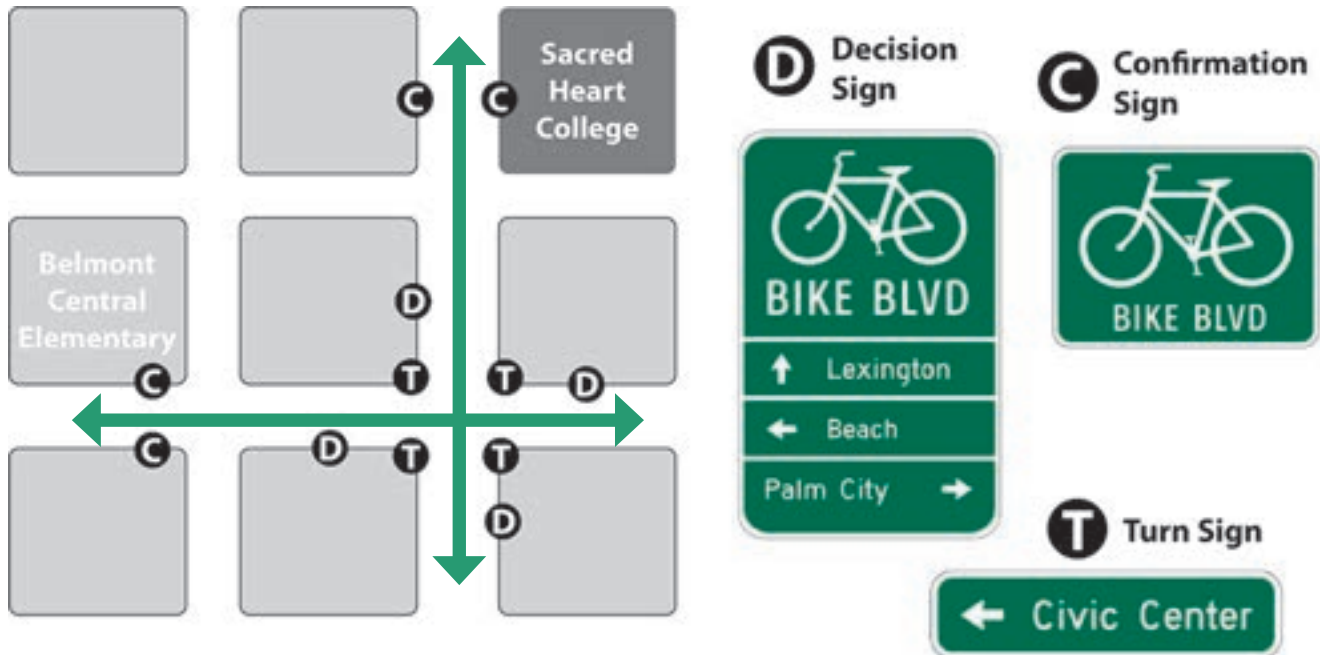 C
C
Sacred
Heart
College
Belmont
Central
Elementary
D
T
T
D
C
C
D
T
T
D
D Decision
Sign
BIKE BLVD
Lexington
Beach
Palm City
C Confirmation
Sign
BIKE BLVD
T Turn Sign
Civic Center